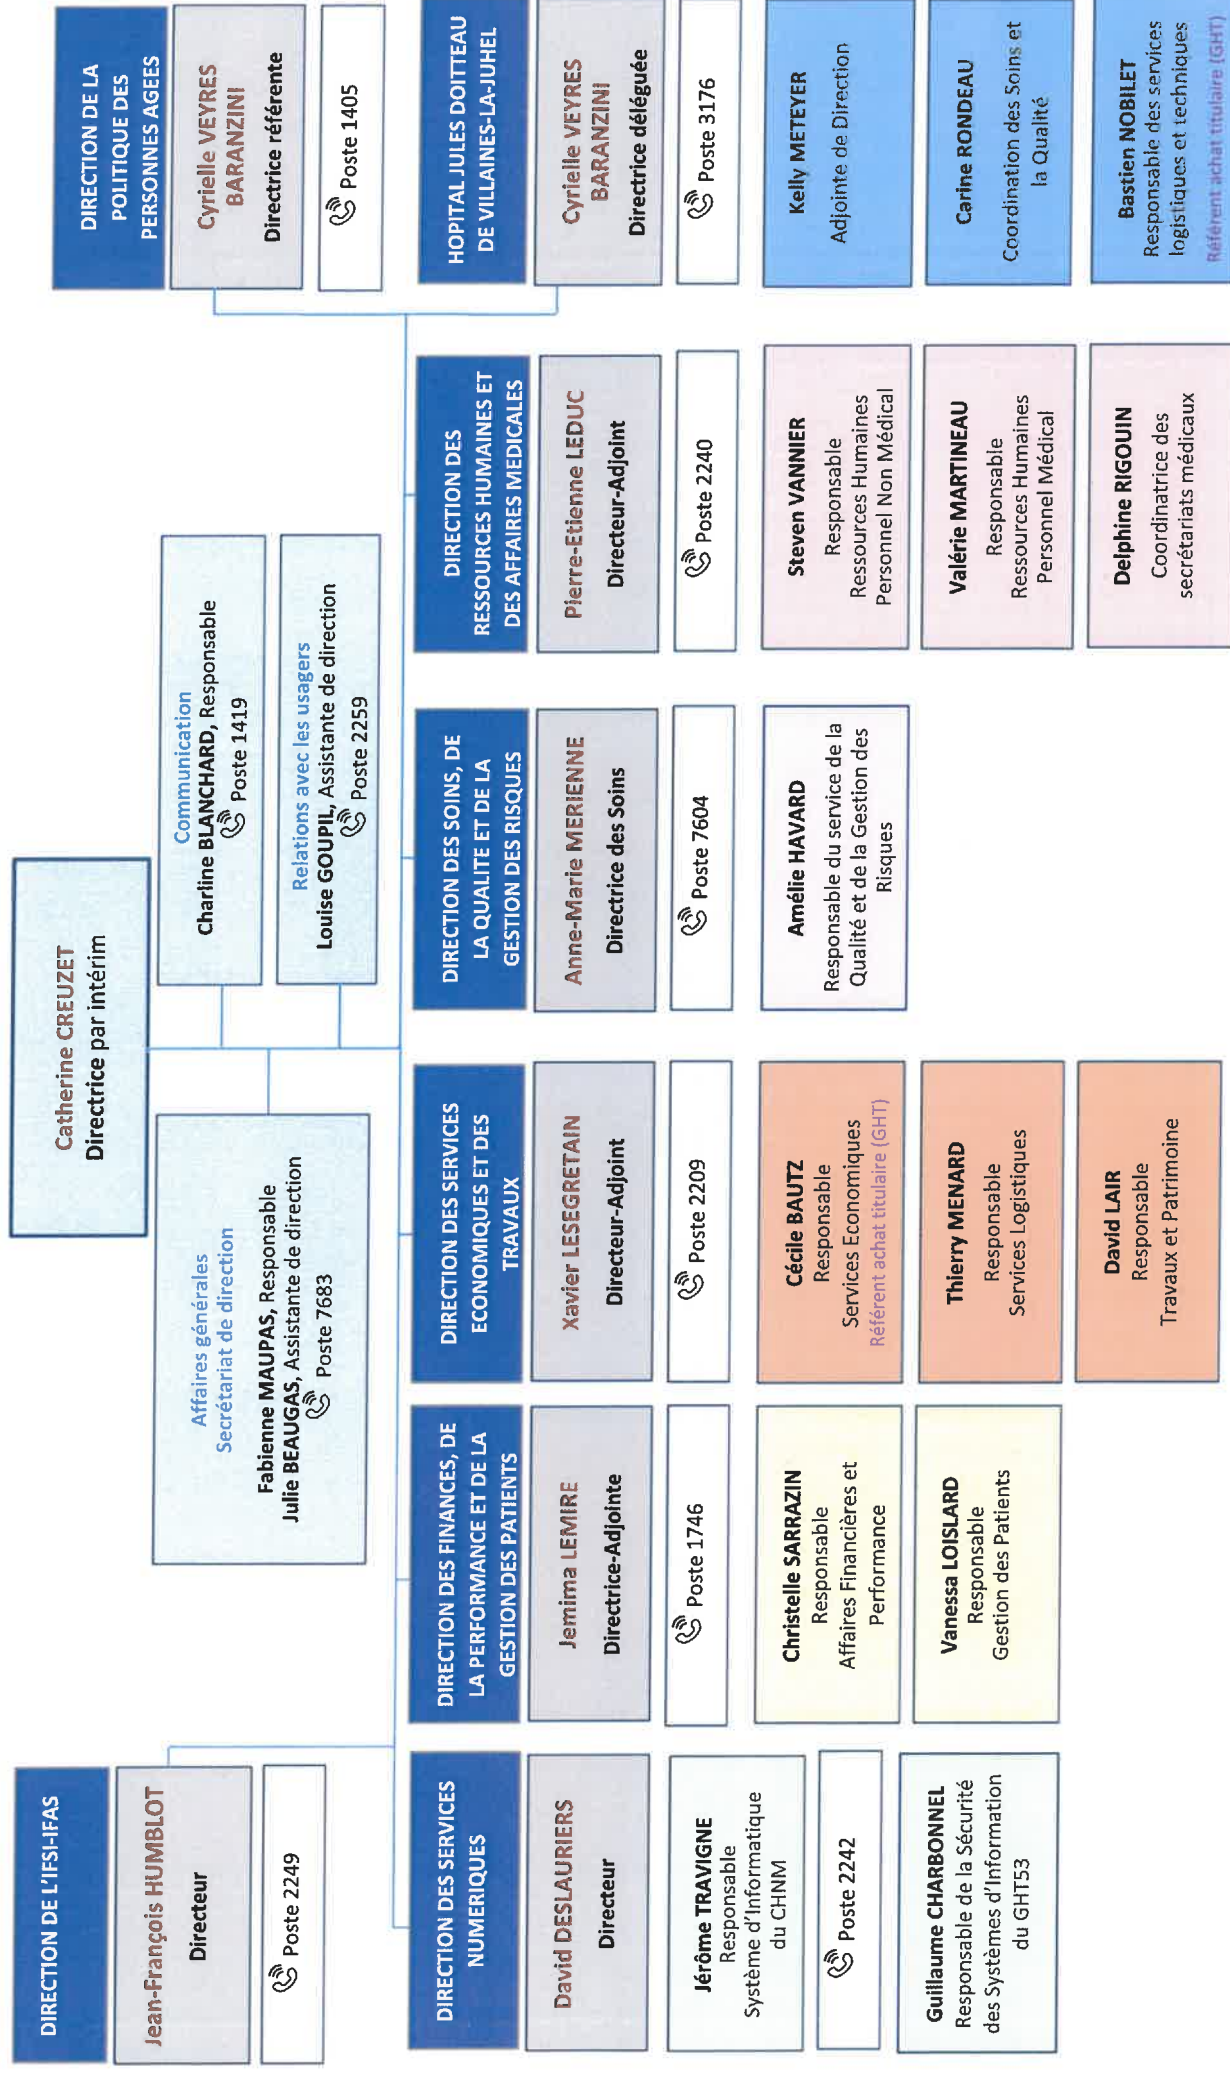 Catherine CREUZET
Directrice par intérim
Affaires générales
Secrétariat de direction
Fabienne MAUPAS, Responsable
Julie BEAUGAS, Assistante de direction
Poste 7683
Communication
Charline BLANCHARD, Responsable
Poste 1419
Relations avec les usagers
Louise GOUPIL, Assistante de direction
Poste 2259
DIRECTION DE L'IFSI-IFAS
Jean-François HUMBLOT
Directeur
Poste 2249
DIRECTION DE LA
POLITIQUE DES
PERSONNES AGEES
Cyrielle VEYRES
BARANZINI
Directrice référente
Poste 1405
DIRECTION DES SERVICES
NUMERIQUES
David DESLAURIERS
Directeur
Jérôme TRAVIGNE
Responsable
Système d'Informatique
du CHNM
Poste 2242
Guillaume CHARBONNEL
Responsable de la Sécurité
des Systèmes d'Information
du GHT53
DIRECTION DES FINANCES, DE
LA PERFORMANCE ET DE LA
GESTION DES PATIENTS
Jemima LEMIRE
Directrice-Adjointe
Poste 1746
Christelle SARRAZIN
Responsable
Affaires Financières et
Performance
Vanessa LOISLARD
Responsable
Gestion des Patients
DIRECTION DES SERVICES
ECONOMIQUES ET DES
TRAVAUX
Xavier LESEGRETAIN
Directeur-Adjoint
Poste 2209
Cécile BAUTZ
Responsable
Services Economiques
Référent achat titulaire (GHT)
Thierry MENARD
Responsable
Services Logistiques
David LAIR
Responsable
Travaux et Patrimoine
DIRECTION DES SOINS, DE
LA QUALITE ET DE LA
GESTION DES RISQUES
Anne-Marie MERIENNE
Directrice des Soins
Poste 7604
Amélie HAVARD
Responsable du service de la
Qualité et de la Gestion des
Risques
DIRECTION DES
RESSOURCES HUMAINES ET
DES AFFAIRES MEDICALES
Pierre-Etienne LEDUC
Directeur-Adjoint
Poste 2240
Steven VANNIER
Responsable
Ressources Humaines
Personnel Non Médical
Valérie MARTINEAU
Responsable
Ressources Humaines
Personnel Médical
Delphine RIGOUIN
Coordinatrice des
secrétariats médicaux
HOPITAL JULES DOITTEAU
DE VILLAINES-LA-JUHEL
Cyrielle VEYRES
BARANZINI
Directrice déléguée
Poste 3176
Kelly METEYER
Adjointe de Direction
Carine RONDEAU
Coordination des Soins et
la Qualité
Bastien NOBILET
Responsable des services
logistiques et techniques
Référent achat titulaire (GHT)